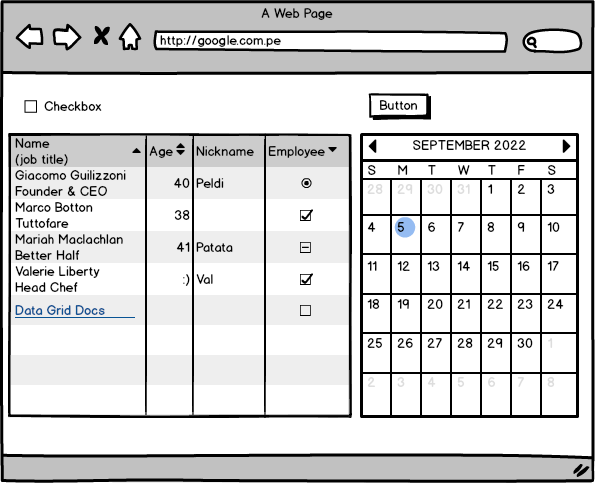 A Web Page
http://google.com.pe
Checkbox
Button
Name
(job title)
Age
Nickname
Employee
Giacomo Guilizzoni
Founder & CEO
40
Peldi
Marco Botton
Tuttofare
38
Mariah Maclachlan
Better Half
41
Patata
Valerie Liberty
Head Chef
:)
Val
Data Grid Docs
SEPTEMBER 2022
S M T W T F S
28 29 30 31 1 2 3
4 5 6 7 8 9 10
11 12 13 14 15 16 17
18 19 20 21 22 23 24
25 26 27 28 29 30 1
2 3 4 5 6 7 8